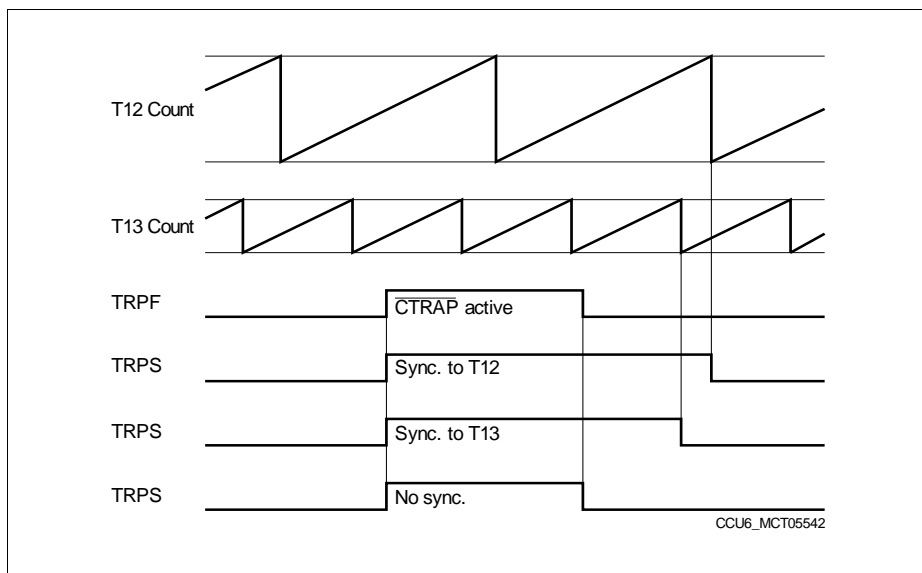 T12 Count
T13 Count
TRPF
CTRAP active
TRPS
Sync. to T12
TRPS
Sync. to T13
TRPS
No sync.
CCU6_MCT05542